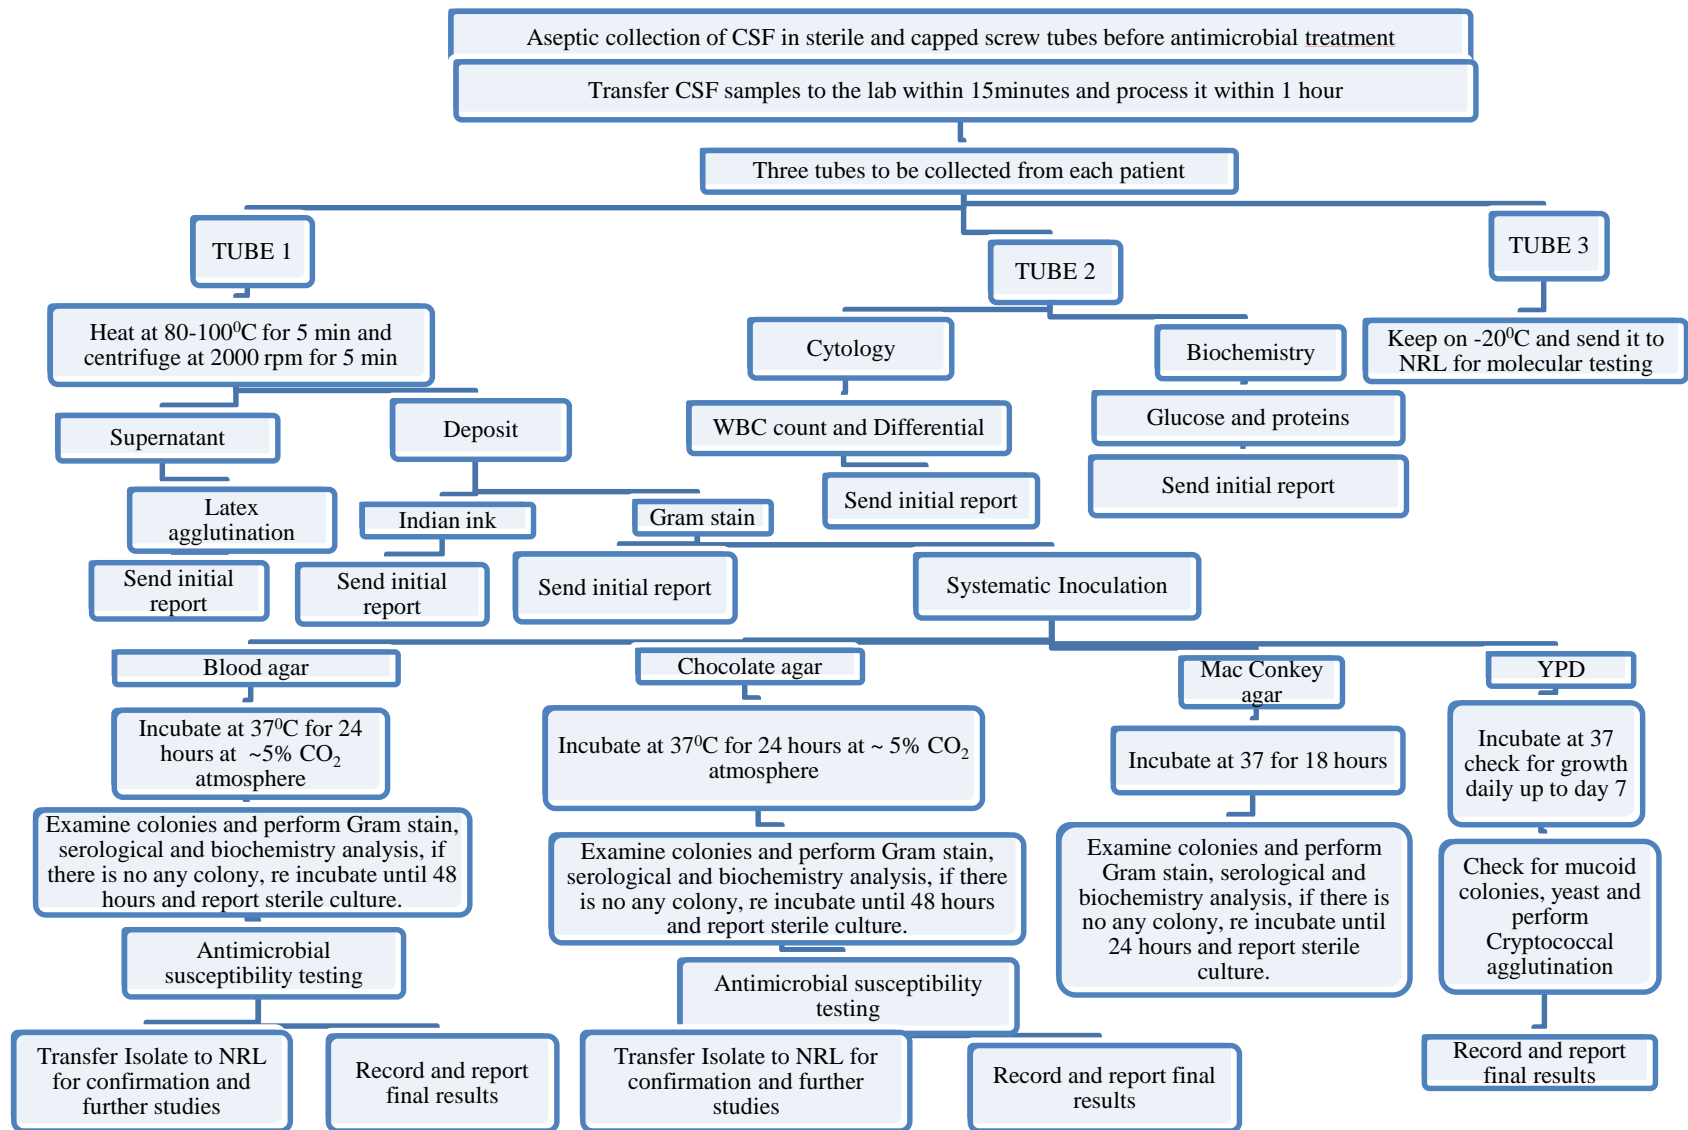 Aseptic collection of CSF in sterile and capped screw tubes before antimicrobial treatment
Transfer CSF samples to the lab within 15minutes and process it within 1 hour
Three tubes to be collected from each patient
TUBE 1
TUBE 2
TUBE 3
Heat at 80-100⁰C for 5 min and
centrifuge at 2000 rpm for 5 min
Cytology
Biochemistry
Keep on -20⁰C and send it to
NRL for molecular testing
Supernatant
Deposit
WBC count and Differential
Glucose and proteins
Latex
agglutination
Indian ink
Gram stain
Send initial report
Send initial report
Send initial
report
Send initial
report
Send initial report
Systematic Inoculation
Blood agar
Chocolate agar
Mac Conkey
agar
YPD
Incubate at 37⁰C for 24
hours at ~5% CO₂
atmosphere
Incubate at 37⁰C for 24 hours at ~ 5% CO₂
atmosphere
Incubate at 37 for 18 hours
Incubate at 37
check for growth
daily up to day 7
Examine colonies and perform Gram stain,
serological and biochemistry analysis, if
there is no any colony, re incubate until 48
hours and report sterile culture.
Examine colonies and perform Gram stain,
serological and biochemistry analysis, if there
is no any colony, re incubate until 48 hours
and report sterile culture.
Examine colonies and perform
Gram stain, serological and
biochemistry analysis, if there is
no any colony, re incubate until
24 hours and report sterile
culture.
Check for mucoid
colonies, yeast and
perform
Cryptococcal
agglutination
Antimicrobial
susceptibility testing
Antimicrobial susceptibility
testing
Transfer Isolate to NRL
for confirmation and
further studies
Record and report
final results
Transfer Isolate to NRL for
confirmation and further
studies
Record and report final
results
Record and report
final results